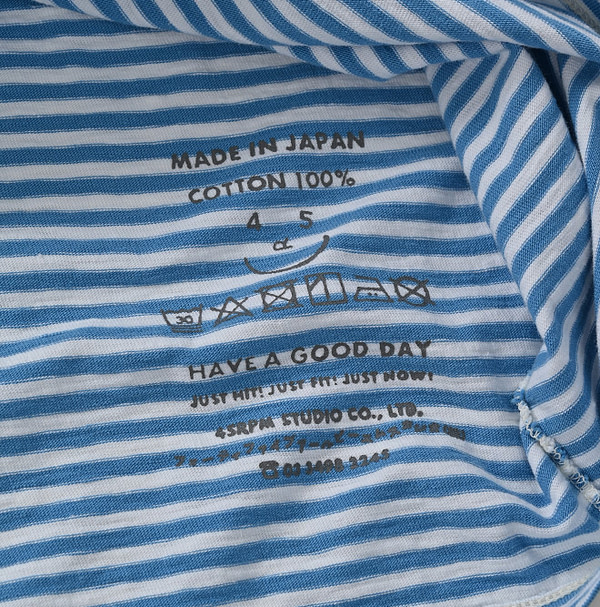 MADE IN JAPAN
COTTON 100%
4 5
α
30
HAVE A GOOD DAY
JUST HIT! JUST FIT! JUST NOW!
45RPM STUDIO CO., LTD.